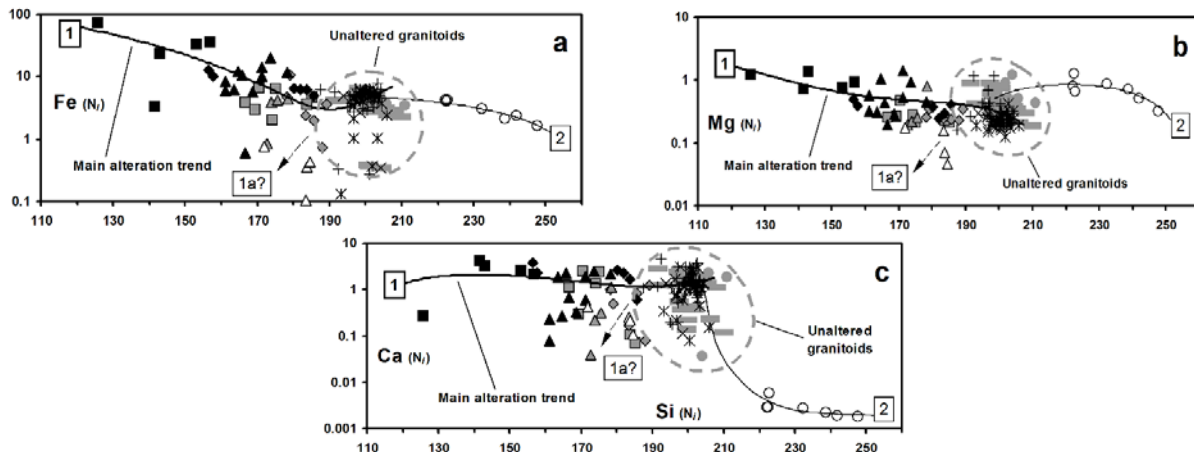 100
10
1
0.1
1
Fe (Nᵢ)
Main alteration trend
Unaltered granitoids
1a?
a
2
110 130 150 170 190 210 230 250
10
1
0.1
0.01
1
Mg (Nᵢ)
Main alteration trend
1a?
Unaltered granitoids
b
2
110 130 150 170 190 210 230 250
10
1
0.1
0.01
0.001
1
Ca (Nᵢ)
Main alteration trend
1a?
Si (Nᵢ)
Unaltered granitoids
c
2
110 130 150 170 190 210 230 250